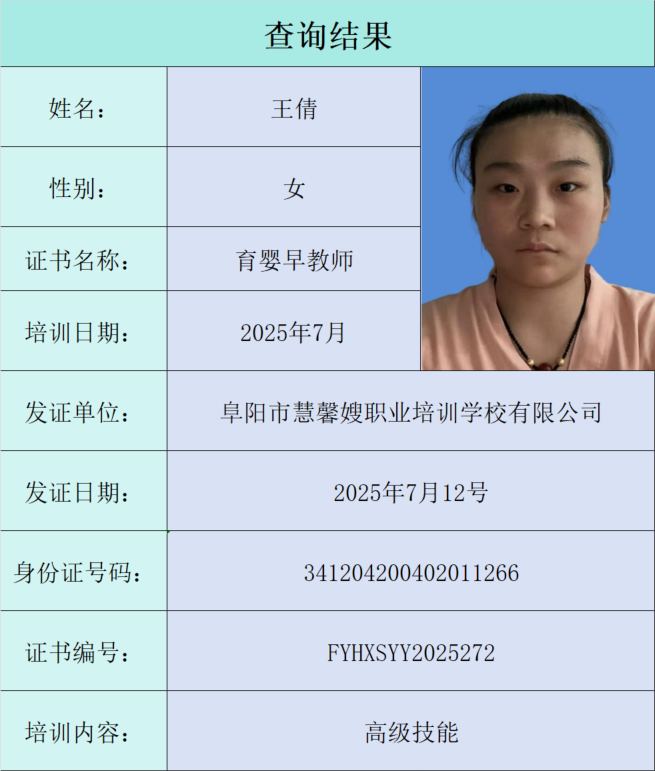 查询结果
姓名： 王倩
性别： 女
证书名称： 育婴早教师
培训日期： 2025年7月
发证单位： 阜阳市慧馨嫂职业培训学校有限公司
发证日期： 2025年7月12号
身份证号码： 341204200402011266
证书编号： FYHXSYY2025272
培训内容： 高级技能